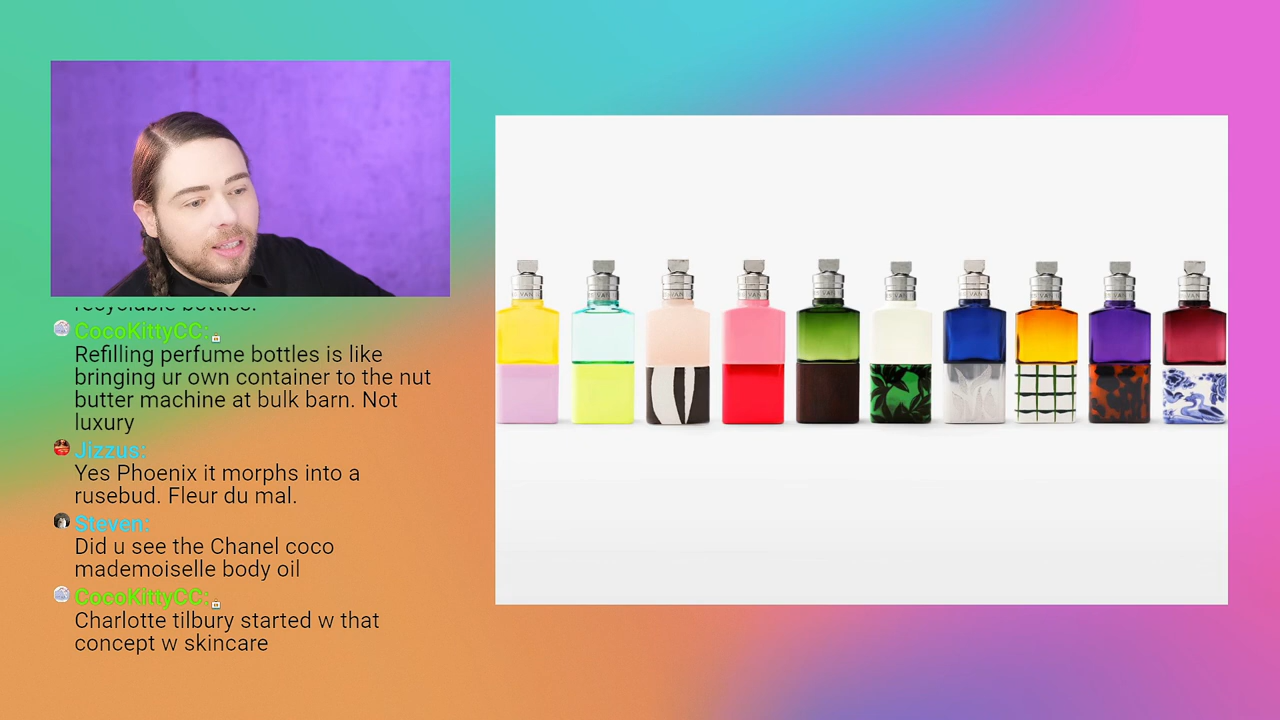 recyclable bottles.
CocoKittyCC:
Refilling perfume bottles is like
bringing ur own container to the nut
butter machine at bulk barn. Not
luxury
Jizzus:
Yes Phoenix it morphs into a
rusebud. Fleur du mal.
Steven:
Did u see the Chanel coco
mademoiselle body oil
CocoKittyCC:
Charlotte tilbury started w that
concept w skincare